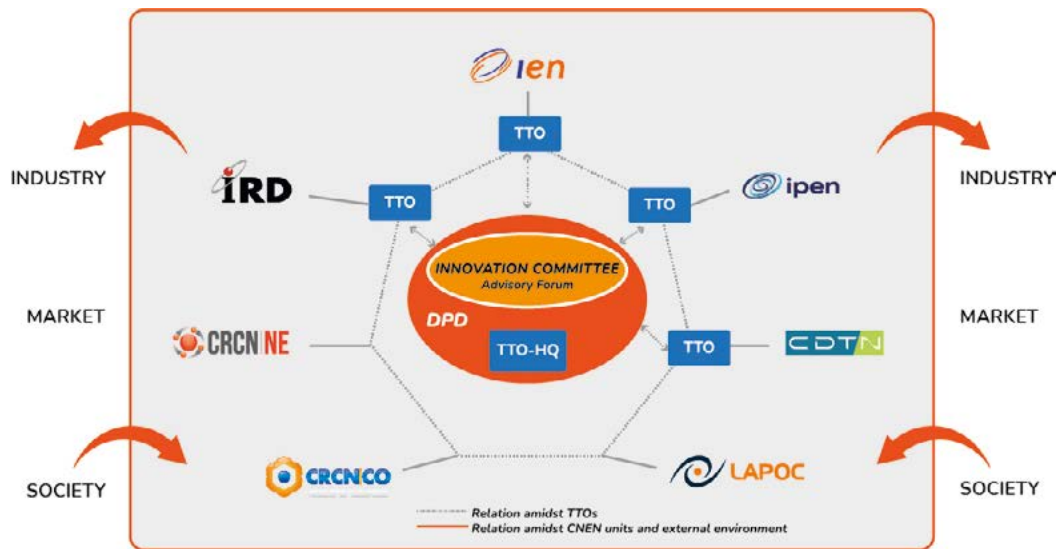 ien
TTO
INDUSTRY
IRD
TTO
TTO
ipen
INDUSTRY
INNOVATION COMMITTEE
Advisory Forum
MARKET
DPD
MARKET
CRCN NE
TTO-HQ
TTO
CDTN
SOCIETY
CRCN CO
LAPOC
SOCIETY
Relation amidst TTOs
Relation amidst CNEN units and external environment